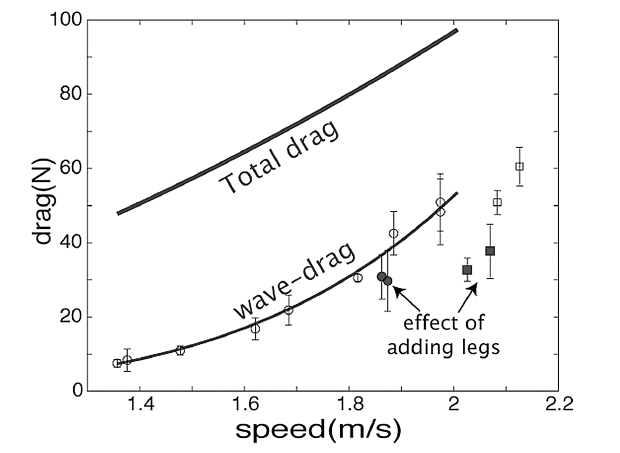 100
80
60
40
20
0
drag(N)
Total drag
wave-drag
effect of
adding legs
1.4
1.6
1.8
2
2.2
speed(m/s)